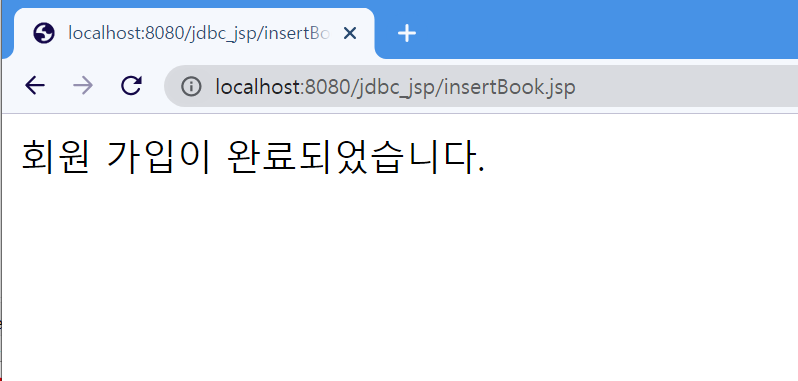 localhost:8080/jdbc_jsp/insertBo
localhost:8080/jdbc_jsp/insertBook.jsp
회원 가입이 완료되었습니다.